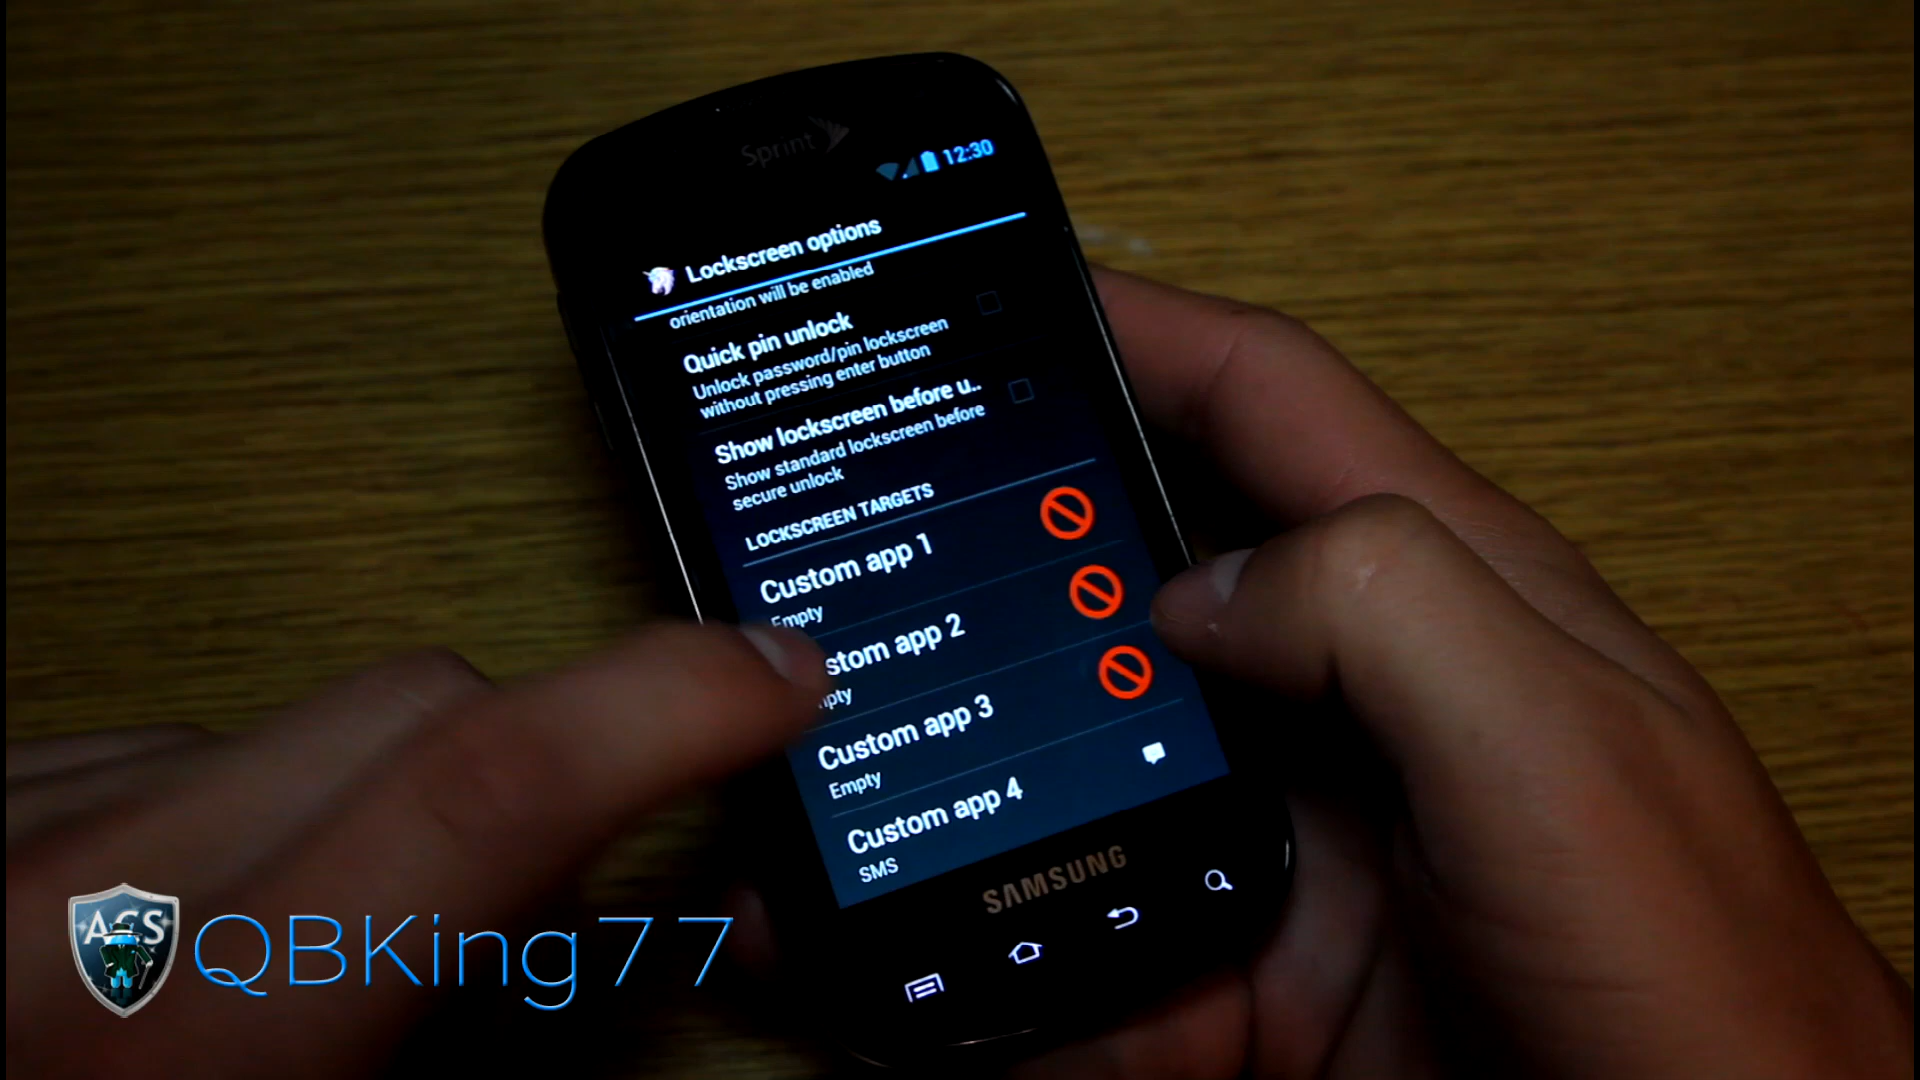 Sprint
12:30
Lockscreen options
orientation will be enabled
Quick pin unlock
Unlock password/pin lockscreen
without pressing enter button
Show lockscreen before u..
Show standard lockscreen before
secure unlock
LOCKSCREEN TARGETS
Custom app 1
Empty
stom app 2
pty
Custom app 3
Empty
Custom app 4
SMS
SAMSUNG
ACS
QBKing77